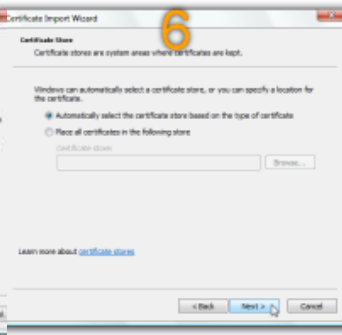 6
Certificate Import Wizard
Certificate Store
Certificate stores are system areas where certificates are kept.
Windows can automatically select a certificate store, or you can specify a location for
the certificate.
Automatically select the certificate store based on the type of certificate
Place all certificates in the following store
Certificate store:
Browse...
Learn more about certificate stores
< Back Next > Cancel